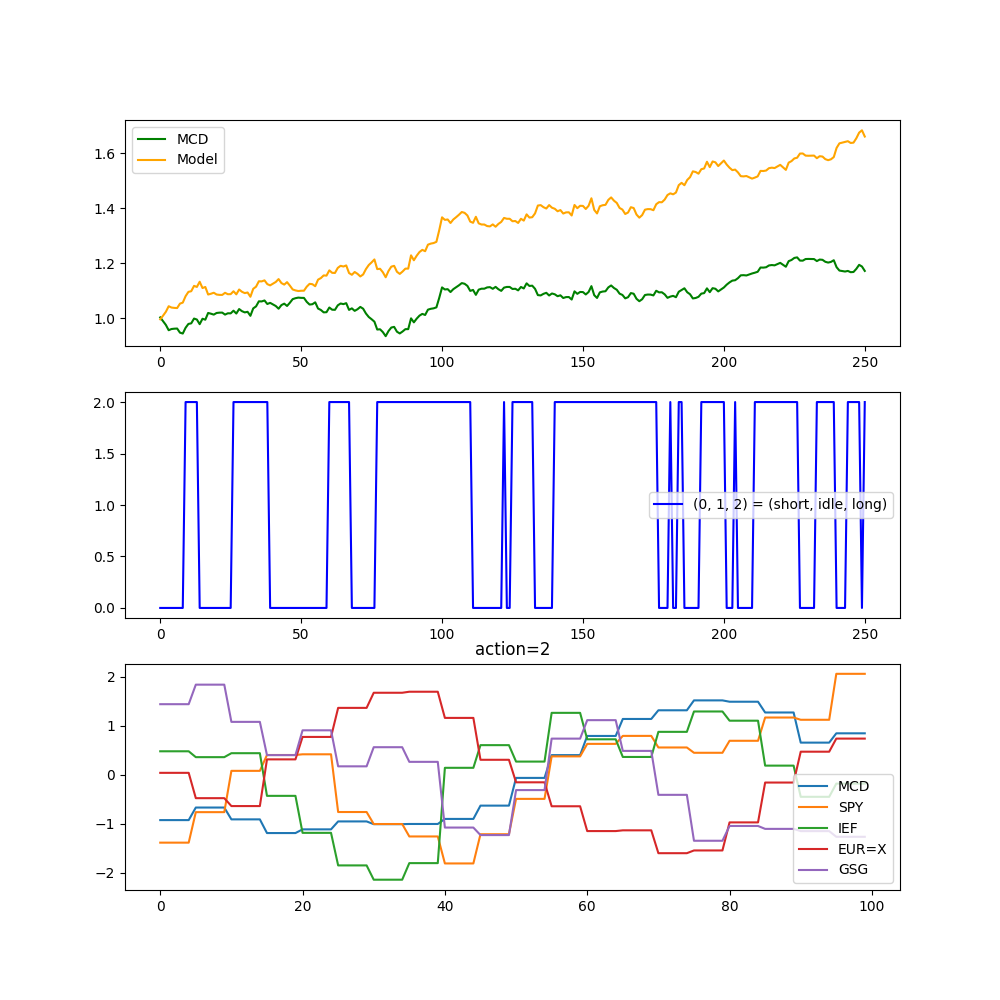 1.6
1.4
1.2
1.0
MCD
Model
0 50 100 150 200 250
2.0
1.5
1.0
0.5
0.0
(0, 1, 2) = (short, idle, long)
0 50 100 150 200 250
action=2
2
1
0
−1
−2
MCD
SPY
IEF
EUR=X
GSG
0 20 40 60 80 100